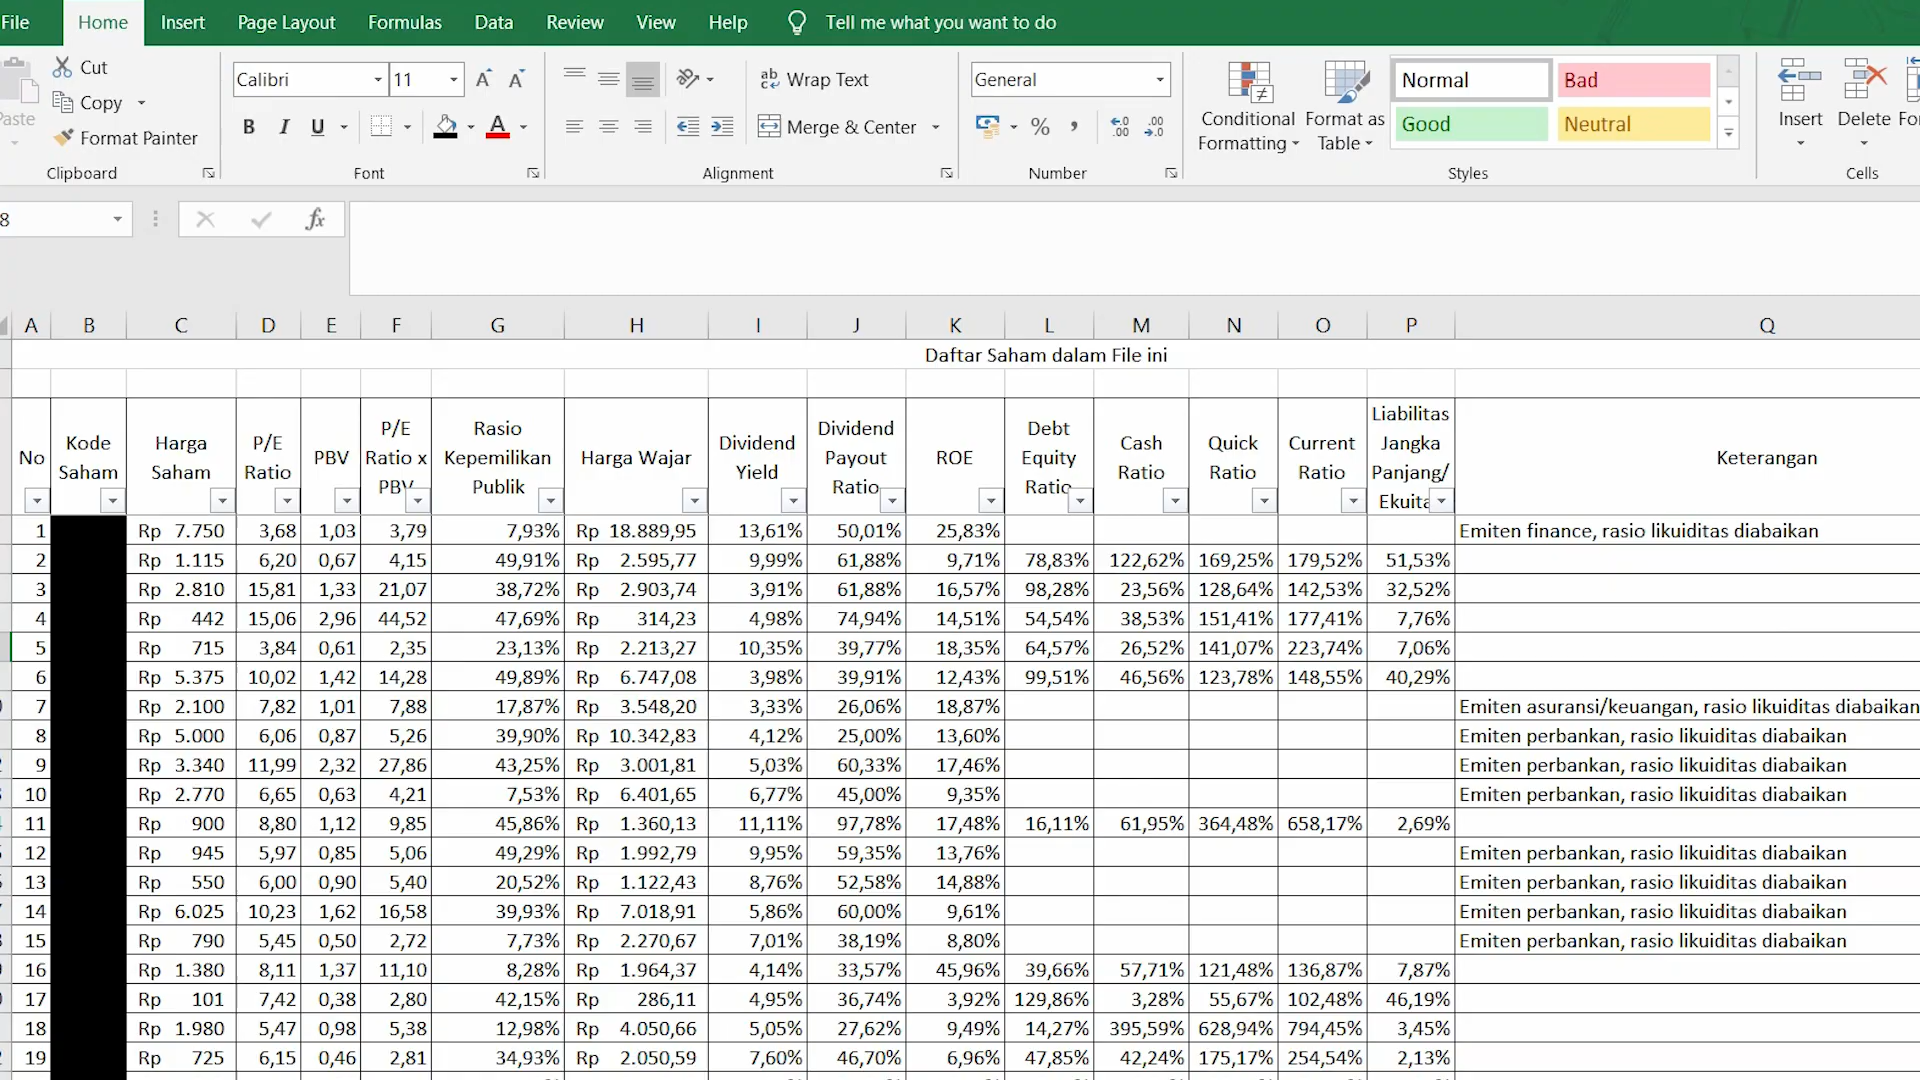 File Home Insert Page Layout Formulas Data Review View Help Tell me what you want to do
Cut
Copy
Format Painter
Clipboard
Calibri 11
B I U
Font
Wrap Text
Merge & Center
Alignment
General
Number
Conditional Formatting
Format as Table
Normal Bad
Good Neutral
Styles
Insert Delete
Cells
8 fx
A B C D E F G H I J K L M N O P Q
Daftar Saham dalam File ini
No Kode Saham Harga Saham P/E Ratio PBV P/E Ratio x PBV Rasio Kepemilikan Publik Harga Wajar Dividend Yield Dividend Payout Ratio ROE Debt Equity Ratio Cash Ratio Quick Ratio Current Ratio Liabilitas Jangka Panjang/ Keterangan
1 Rp 7.750 3,68 1,03 3,79 7,93% Rp 18.889,95 13,61% 50,01% 25,83% Emiten finance, rasio likuiditas diabaikan
2 Rp 1.115 6,20 0,67 4,15 49,91% Rp 2.595,77 9,99% 61,88% 9,71% 78,83% 122,62% 169,25% 179,52% 51,53%
3 Rp 2.810 15,81 1,33 21,07 38,72% Rp 2.903,74 3,91% 61,88% 16,57% 98,28% 23,56% 128,64% 142,53% 32,52%
4 Rp 442 15,06 2,96 44,52 47,69% Rp 314,23 4,98% 74,94% 14,51% 54,54% 38,53% 151,41% 177,41% 7,76%
5 Rp 715 3,84 0,61 2,35 23,13% Rp 2.213,27 10,35% 39,77% 18,35% 64,57% 26,52% 141,07% 223,74% 7,06%
6 Rp 5.375 10,02 1,42 14,28 49,89% Rp 6.747,08 3,98% 39,91% 12,43% 99,51% 46,56% 123,78% 148,55% 40,29%
7 Rp 2.100 7,82 1,01 7,88 17,87% Rp 3.548,20 3,33% 26,06% 18,87% Emiten asuransi/keuangan, rasio likuiditas diabaikan
8 Rp 5.000 6,06 0,87 5,26 39,90% Rp 10.342,83 4,12% 25,00% 13,60% Emiten perbankan, rasio likuiditas diabaikan
9 Rp 3.340 11,99 2,32 27,86 43,25% Rp 3.001,81 5,03% 60,33% 17,46% Emiten perbankan, rasio likuiditas diabaikan
10 Rp 2.770 6,65 0,63 4,21 7,53% Rp 6.401,65 6,77% 45,00% 9,35% Emiten perbankan, rasio likuiditas diabaikan
11 Rp 900 8,80 1,12 9,85 45,86% Rp 1.360,13 11,11% 97,78% 17,48% 16,11% 61,95% 364,48% 658,17% 2,69%
12 Rp 945 5,97 0,85 5,06 49,29% Rp 1.992,79 9,95% 59,35% 13,76% Emiten perbankan, rasio likuiditas diabaikan
13 Rp 550 6,00 0,90 5,40 20,52% Rp 1.122,43 8,76% 52,58% 14,88% Emiten perbankan, rasio likuiditas diabaikan
14 Rp 6.025 10,23 1,62 16,58 39,93% Rp 7.018,91 5,86% 60,00% 9,61% Emiten perbankan, rasio likuiditas diabaikan
15 Rp 790 5,45 0,50 2,72 7,73% Rp 2.270,67 7,01% 38,19% 8,80% Emiten perbankan, rasio likuiditas diabaikan
16 Rp 1.380 8,11 1,37 11,10 8,28% Rp 1.964,37 4,14% 33,57% 45,96% 39,66% 57,71% 121,48% 136,87% 7,87%
17 Rp 101 7,42 0,38 2,80 42,15% Rp 286,11 4,95% 36,74% 3,92% 129,86% 3,28% 55,67% 102,48% 46,19%
18 Rp 1.980 5,47 0,98 5,38 12,98% Rp 4.050,66 5,05% 27,62% 9,49% 14,27% 395,59% 628,94% 794,45% 3,45%
19 Rp 725 6,15 0,46 2,81 34,93% Rp 2.050,59 7,60% 46,70% 6,96% 47,85% 42,24% 175,17% 254,54% 2,13%